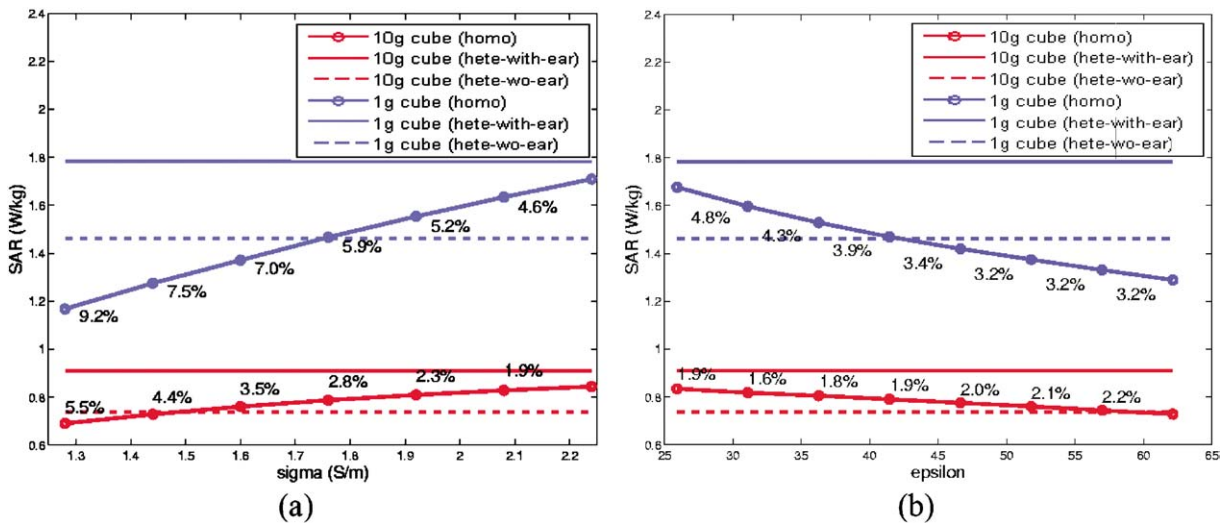 2.4
2.2
2
1.8
1.6
1.4
1.2
1
0.8
0.6
SAR (W/kg)
10g cube (homo)
10g cube (hete-with-ear)
10g cube (hete-wo-ear)
1g cube (homo)
1g cube (hete-with-ear)
1g cube (hete-wo-ear)
9.2%
7.5%
7.0%
5.9%
5.2%
4.6%
5.5%
4.4%
3.5%
2.8%
2.3%
1.9%
1.3 1.4 1.5 1.6 1.7 1.8 1.9 2 2.1 2.2
sigma (S/m)
(a)
2.4
2.2
2
1.8
1.6
1.4
1.2
1
0.8
0.6
SAR (W/kg)
10g cube (homo)
10g cube (hete-with-ear)
10g cube (hete-wo-ear)
1g cube (homo)
1g cube (hete-with-ear)
1g cube (hete-wo-ear)
4.8%
4.3%
3.9%
3.4%
3.2%
3.2%
3.2%
1.9%
1.6%
1.8%
1.9%
2.0%
2.1%
2.2%
25 30 35 40 45 50 55 60 65
epsilon
(b)